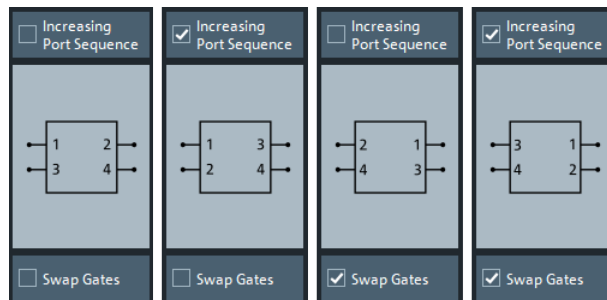 Increasing
Port Sequence
1 2
3 4
Swap Gates
Increasing
Port Sequence
1 3
2 4
Swap Gates
Increasing
Port Sequence
2 1
4 3
Swap Gates
Increasing
Port Sequence
3 1
4 2
Swap Gates